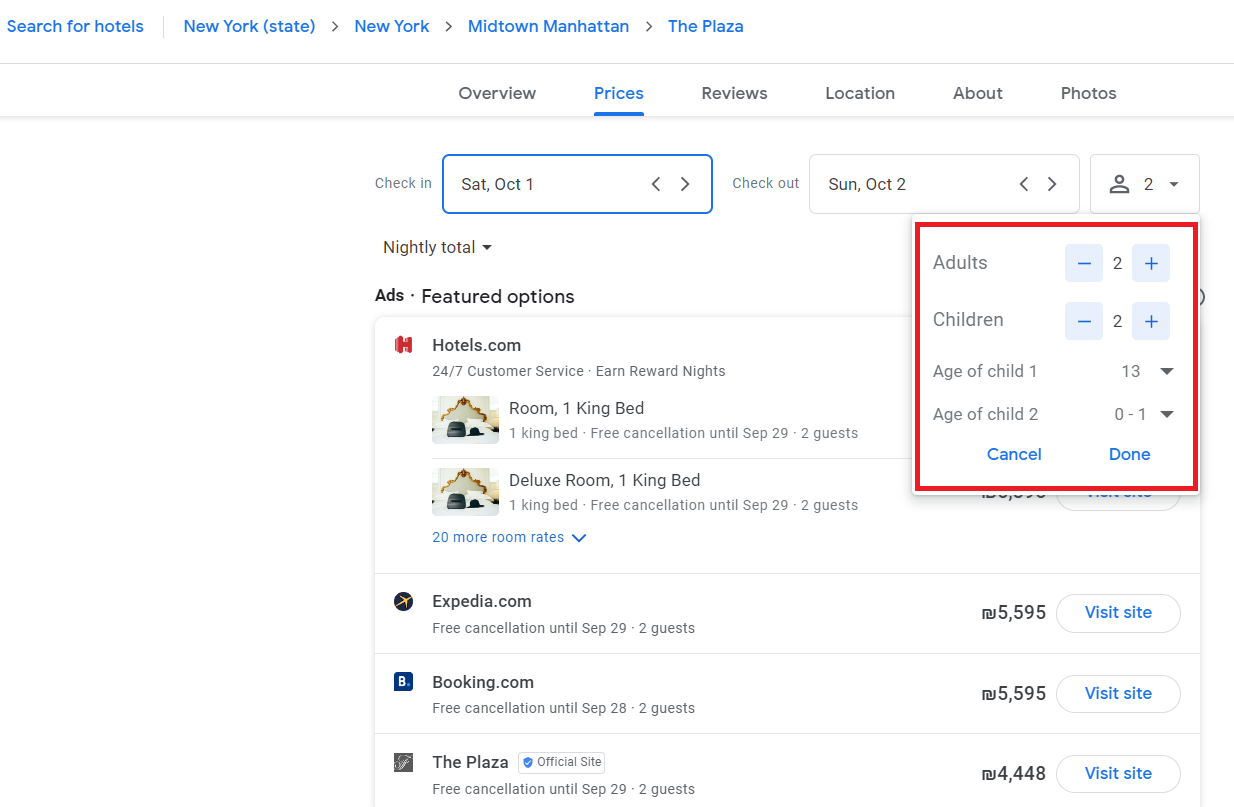 Search for hotels New York (state) > New York > Midtown Manhattan > The Plaza
Overview Prices Reviews Location About Photos
Check in Sat, Oct 1 Check out Sun, Oct 2 2
Nightly total
Adults 2
Children 2
Age of child 1 13
Age of child 2 0 - 1
Cancel Done
Ads · Featured options
Hotels.com
24/7 Customer Service · Earn Reward Nights
Room, 1 King Bed
1 king bed · Free cancellation until Sep 29 · 2 guests
Deluxe Room, 1 King Bed
1 king bed · Free cancellation until Sep 29 · 2 guests
20 more room rates
Expedia.com
Free cancellation until Sep 29 · 2 guests
₪5,595 Visit site
B. Booking.com
Free cancellation until Sep 28 · 2 guests
₪5,595 Visit site
The Plaza Official Site
Free cancellation until Sep 29 · 2 guests
₪4,448 Visit site